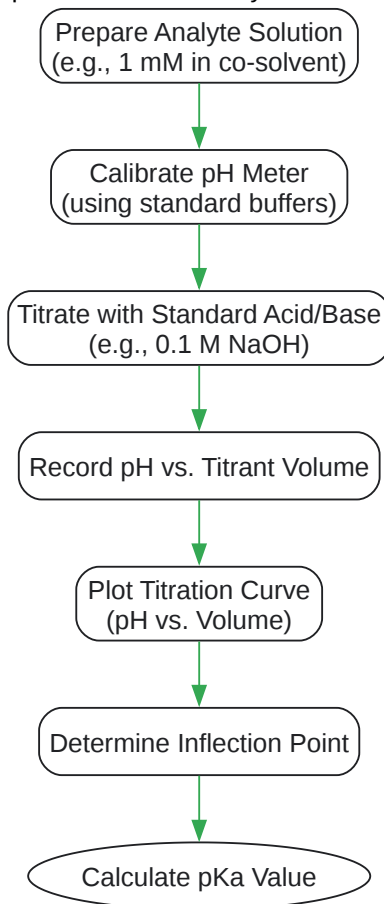 Prepare Analyte Solution
(e.g., 1 mM in co-solvent)
Calibrate pH Meter
(using standard buffers)
Titrate with Standard Acid/Base
(e.g., 0.1 M NaOH)
Record pH vs. Titrant Volume
Plot Titration Curve
(pH vs. Volume)
Determine Inflection Point
Calculate pKa Value